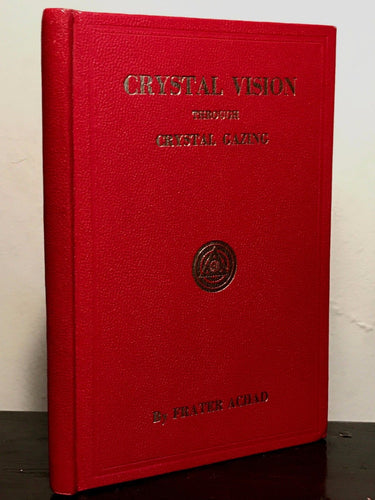 CRYSTAL VISION
THROUGH
CRYSTAL GAZING
By FRATER ACHAD